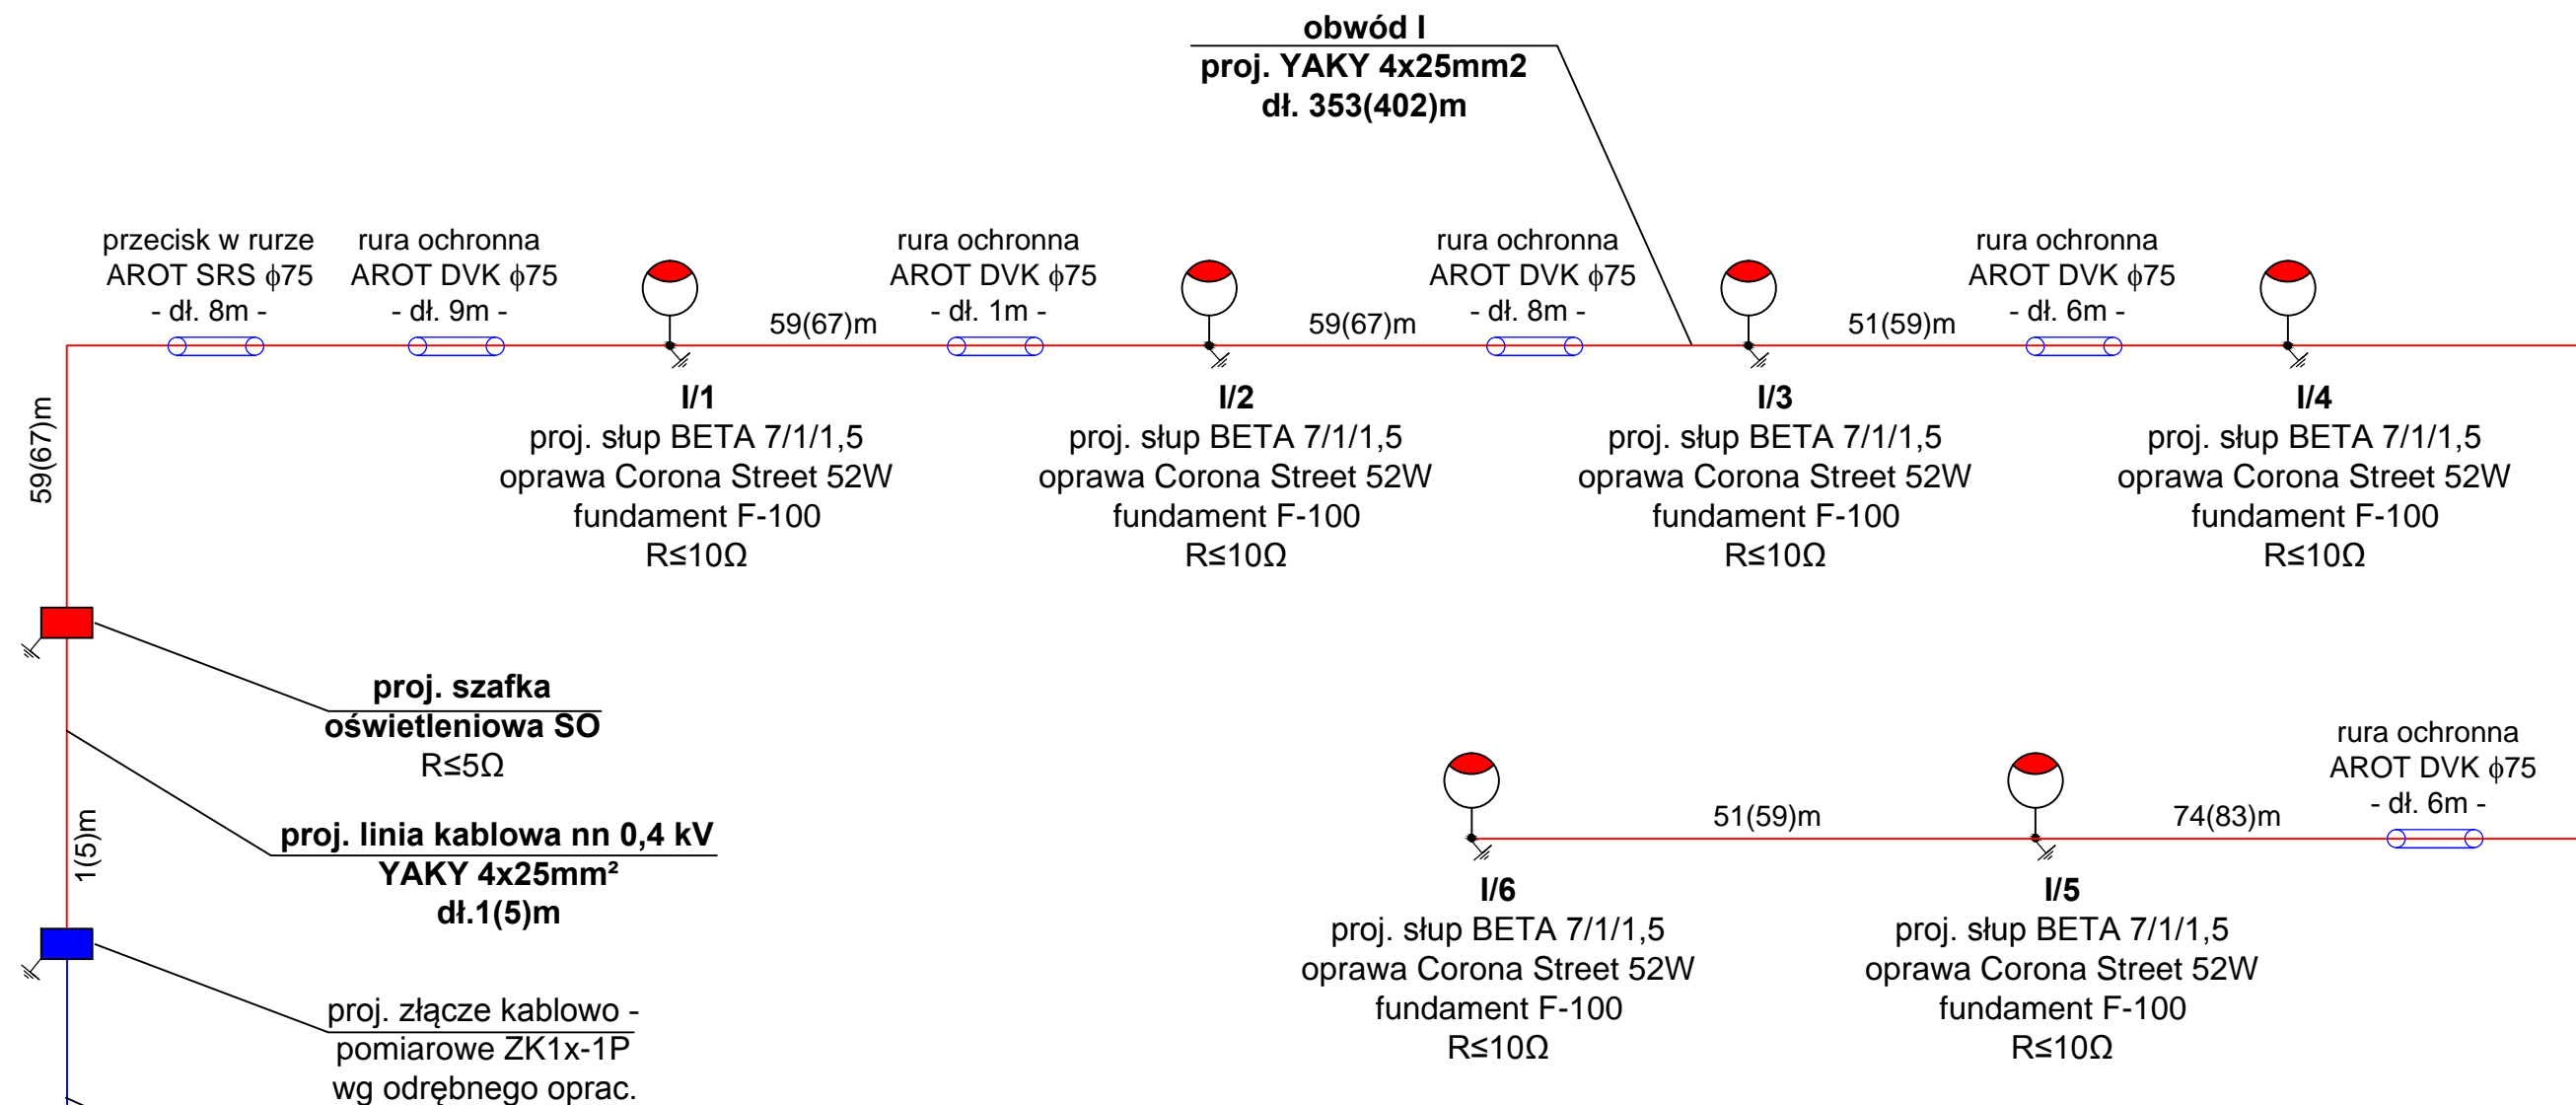 obwód I
proj. YAKY 4x25mm2
dł. 353(402)m
przecisk w rurze
AROT SRS ϕ75
- dł. 8m -
rura ochronna
AROT DVK ϕ75
- dł. 9m -
rura ochronna
AROT DVK ϕ75
- dł. 1m -
rura ochronna
AROT DVK ϕ75
- dł. 8m -
rura ochronna
AROT DVK ϕ75
- dł. 6m -
59(67)m
59(67)m
51(59)m
59(67)m
I/1
proj. słup BETA 7/1/1,5
oprawa Corona Street 52W
fundament F-100
R≤10Ω
I/2
proj. słup BETA 7/1/1,5
oprawa Corona Street 52W
fundament F-100
R≤10Ω
I/3
proj. słup BETA 7/1/1,5
oprawa Corona Street 52W
fundament F-100
R≤10Ω
I/4
proj. słup BETA 7/1/1,5
oprawa Corona Street 52W
fundament F-100
R≤10Ω
proj. szafka
oświetleniowa SO
R≤5Ω
1(5)m
proj. linia kablowa nn 0,4 kV
YAKY 4x25mm²
dł.1(5)m
proj. złącze kablowo -
pomiarowe ZK1x-1P
wg odrębnego oprac.
51(59)m
74(83)m
rura ochronna
AROT DVK ϕ75
- dł. 6m -
I/6
proj. słup BETA 7/1/1,5
oprawa Corona Street 52W
fundament F-100
R≤10Ω
I/5
proj. słup BETA 7/1/1,5
oprawa Corona Street 52W
fundament F-100
R≤10Ω